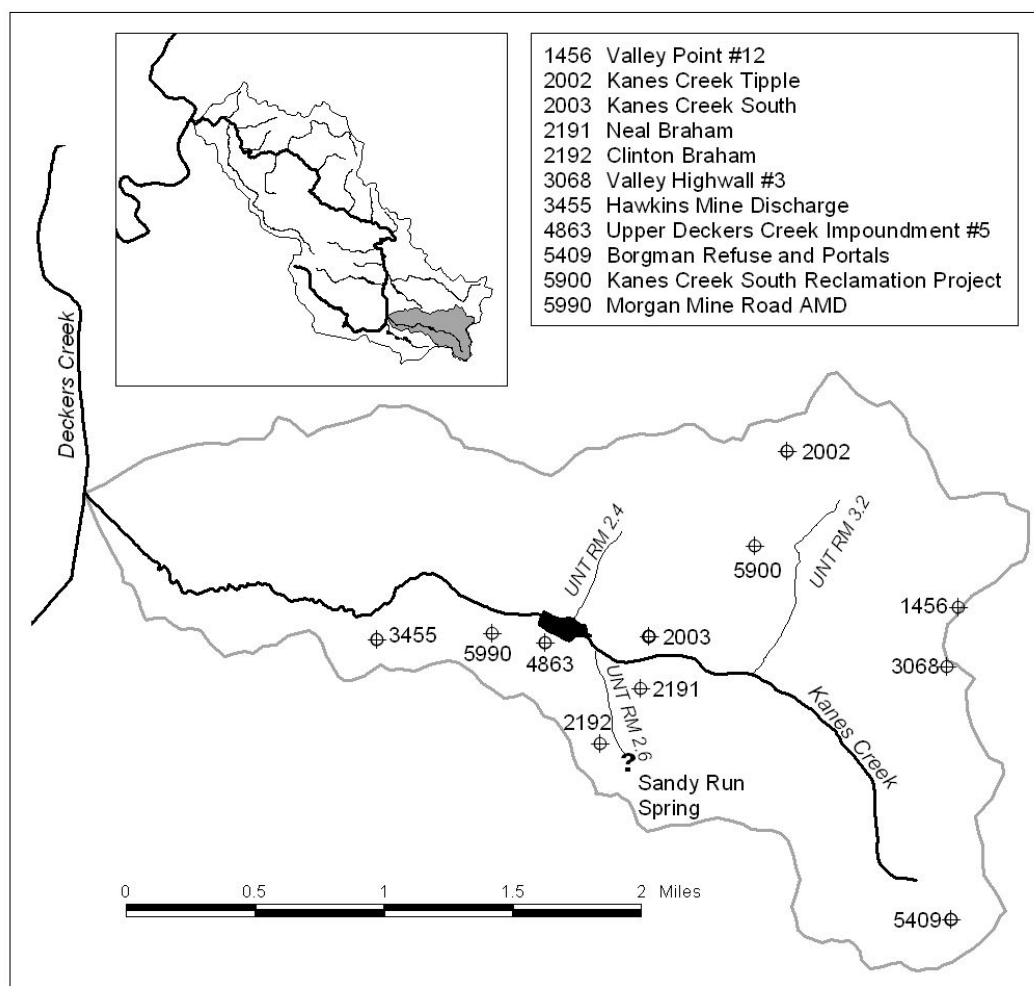 1456 Valley Point #12
2002 Kanes Creek Tipple
2003 Kanes Creek South
2191 Neal Braham
2192 Clinton Braham
3068 Valley Highwall #3
3455 Hawkins Mine Discharge
4863 Upper Deckers Creek Impoundment #5
5409 Borgman Refuse and Portals
5900 Kanes Creek South Reclamation Project
5990 Morgan Mine Road AMD
Deckers Creek
2002
UNT RM 2.4
UNT RM 3.2
5900
1456
3455
5990
4863
2003
3068
2191
UNT RM 2.6
2192
Kanes Creek
?
Sandy Run
Spring
0 0.5 1 1.5 2 Miles
5409